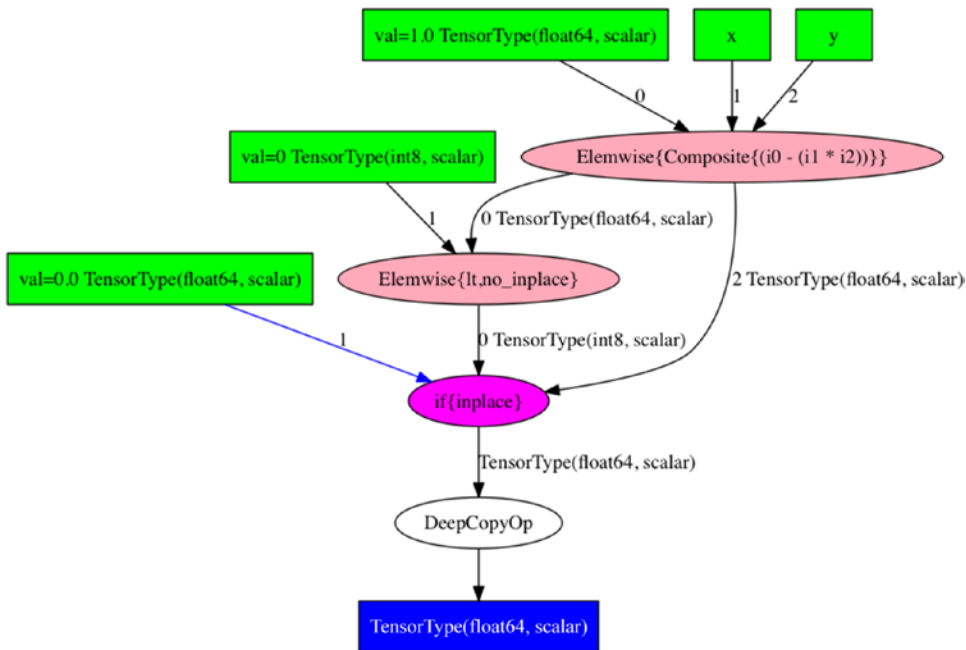 val=1.0 TensorType(float64, scalar)
x
y
0
1
2
val=0 TensorType(int8, scalar)
Elemwise{Composite{(i0 - (i1 * i2))}}
1
0 TensorType(float64, scalar)
val=0.0 TensorType(float64, scalar)
Elemwise{lt,no_inplace}
2 TensorType(float64, scalar)
1
0 TensorType(int8, scalar)
if{inplace}
TensorType(float64, scalar)
DeepCopyOp
TensorType(float64, scalar)